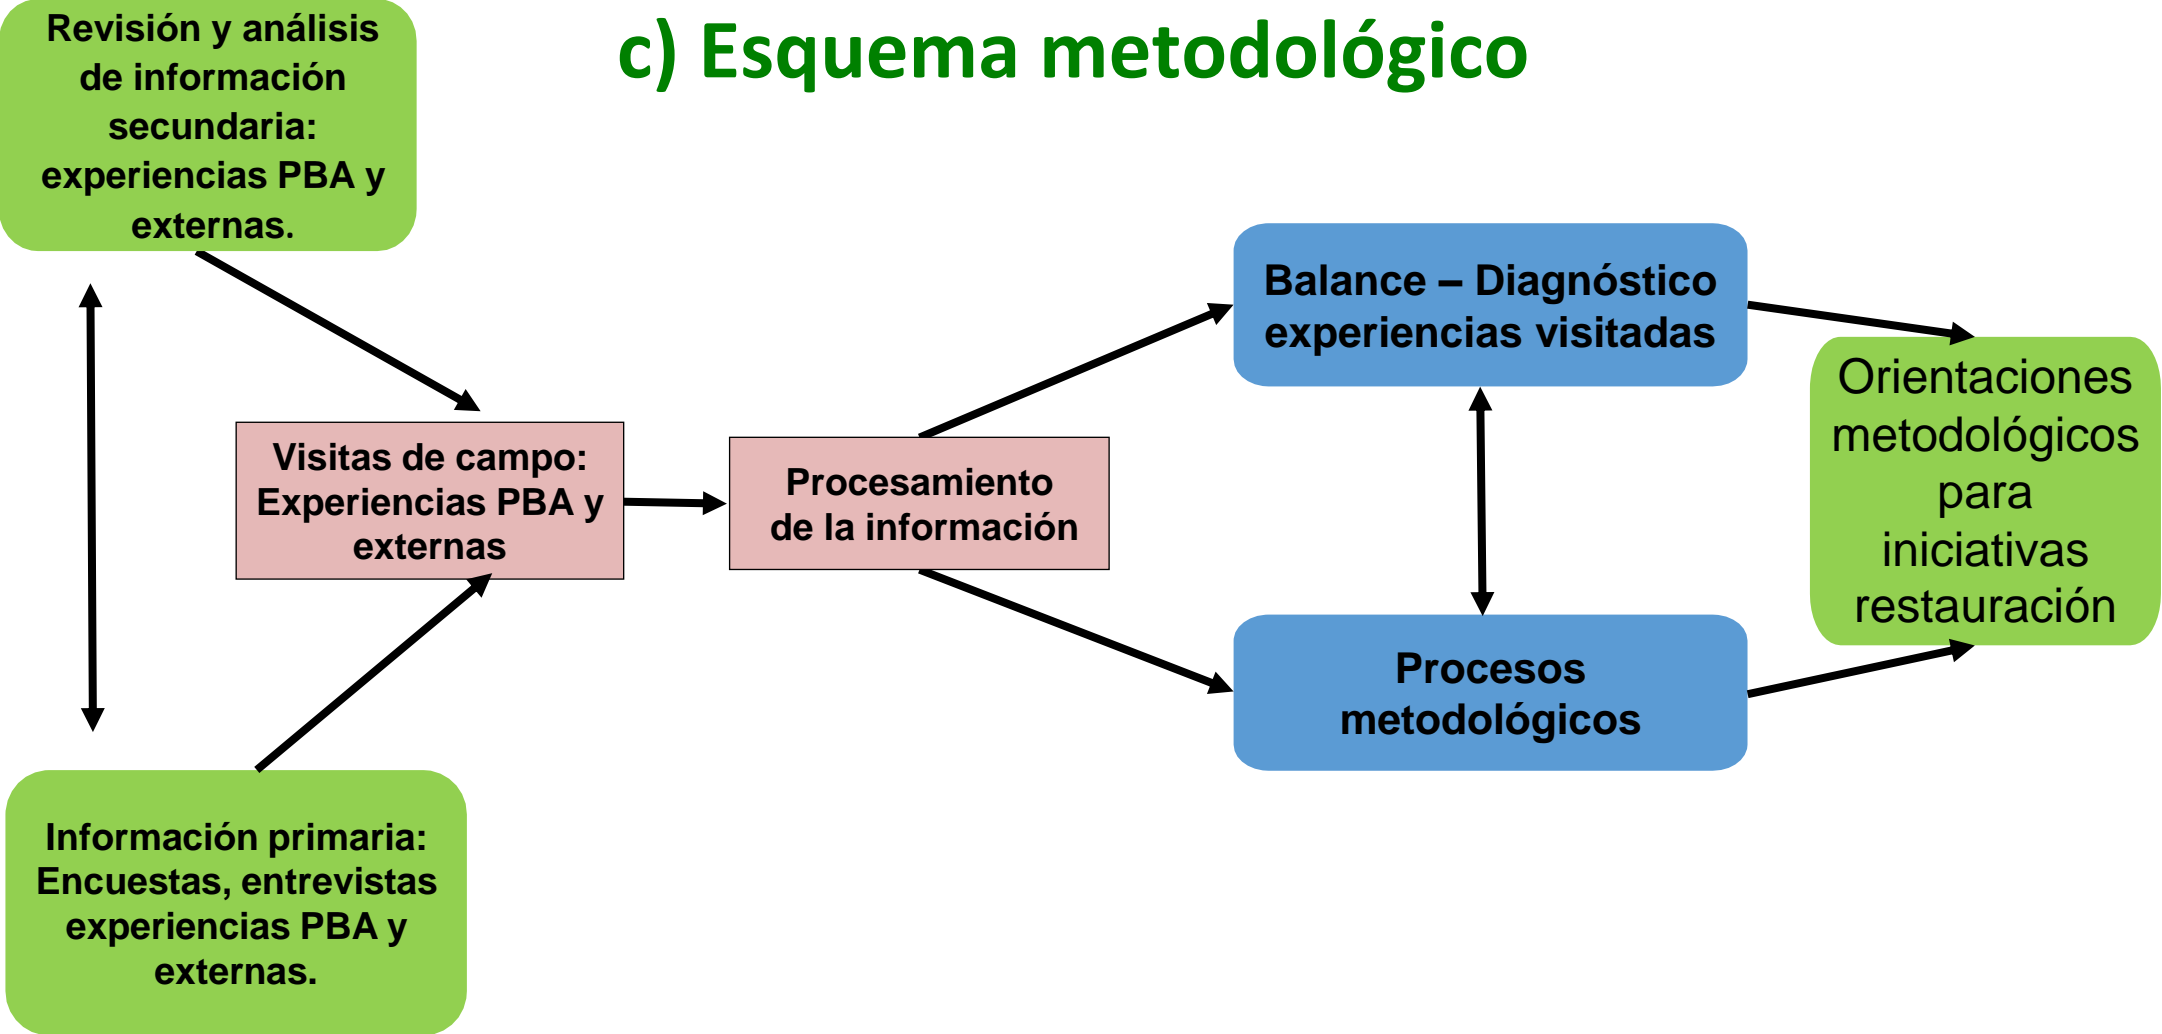 c) Esquema metodológico
Revisión y análisis
de información
secundaria:
experiencias PBA y
externas.
Visitas de campo:
Experiencias PBA y
externas
Información primaria:
Encuestas, entrevistas
experiencias PBA y
externas.
Procesamiento
de la información
Balance – Diagnóstico
experiencias visitadas
Procesos
metodológicos
Orientaciones
metodológicos
para
iniciativas
restauración